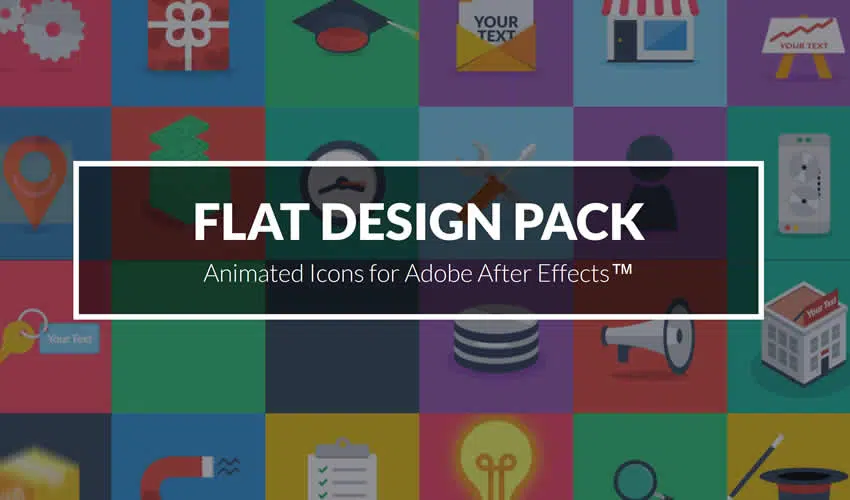 YOUR
TEXT
YOUR TEXT
FLAT DESIGN PACK
Animated Icons for Adobe After Effects™
Your Text
Your Text